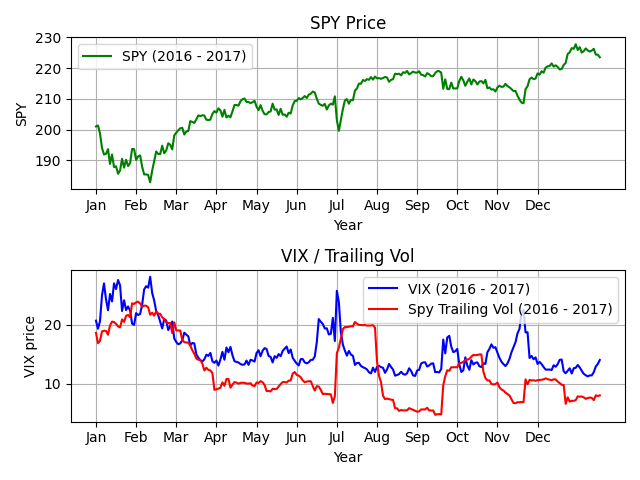 SPY Price
SPY (2016 - 2017)
230
220
210
200
190
SPY
Jan Feb Mar Apr May Jun Jul Aug Sep Oct Nov Dec
Year
VIX / Trailing Vol
VIX (2016 - 2017)
Spy Trailing Vol (2016 - 2017)
20
10
VIX price
Jan Feb Mar Apr May Jun Jul Aug Sep Oct Nov Dec
Year